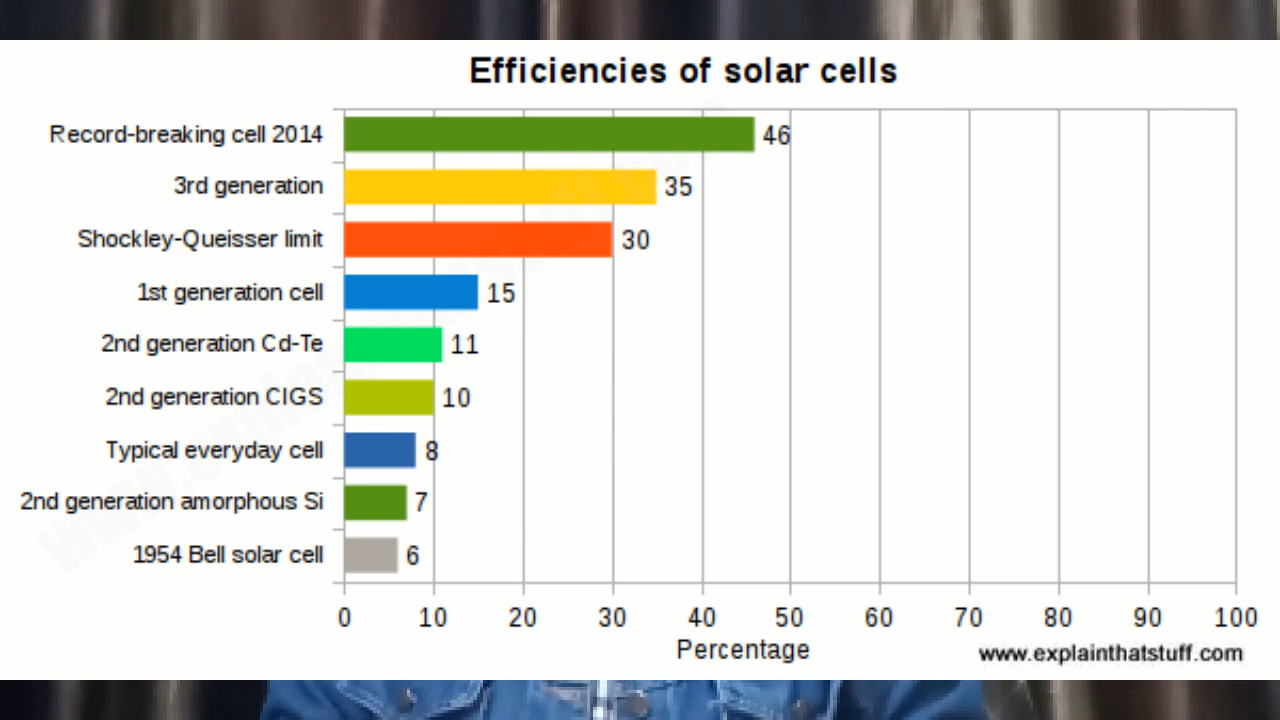 Efficiencies of solar cells
Record-breaking cell 2014 46
3rd generation 35
Shockley-Queisser limit 30
1st generation cell 15
2nd generation Cd-Te 11
2nd generation CIGS 10
Typical everyday cell 8
2nd generation amorphous Si 7
1954 Bell solar cell 6
0 10 20 30 40 50 60 70 80 90 100
Percentage
www.explainthatstuff.com